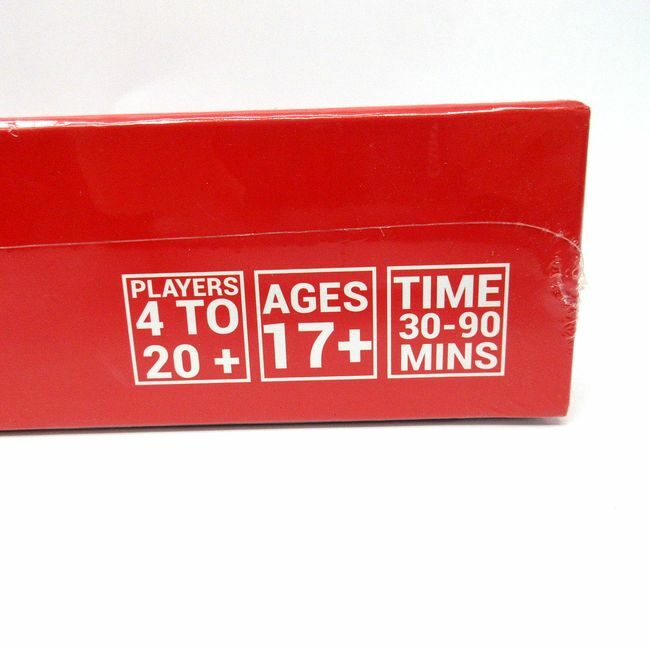 PLAYERS
4 TO
20 +
AGES
17+
TIME
30-90
MINS